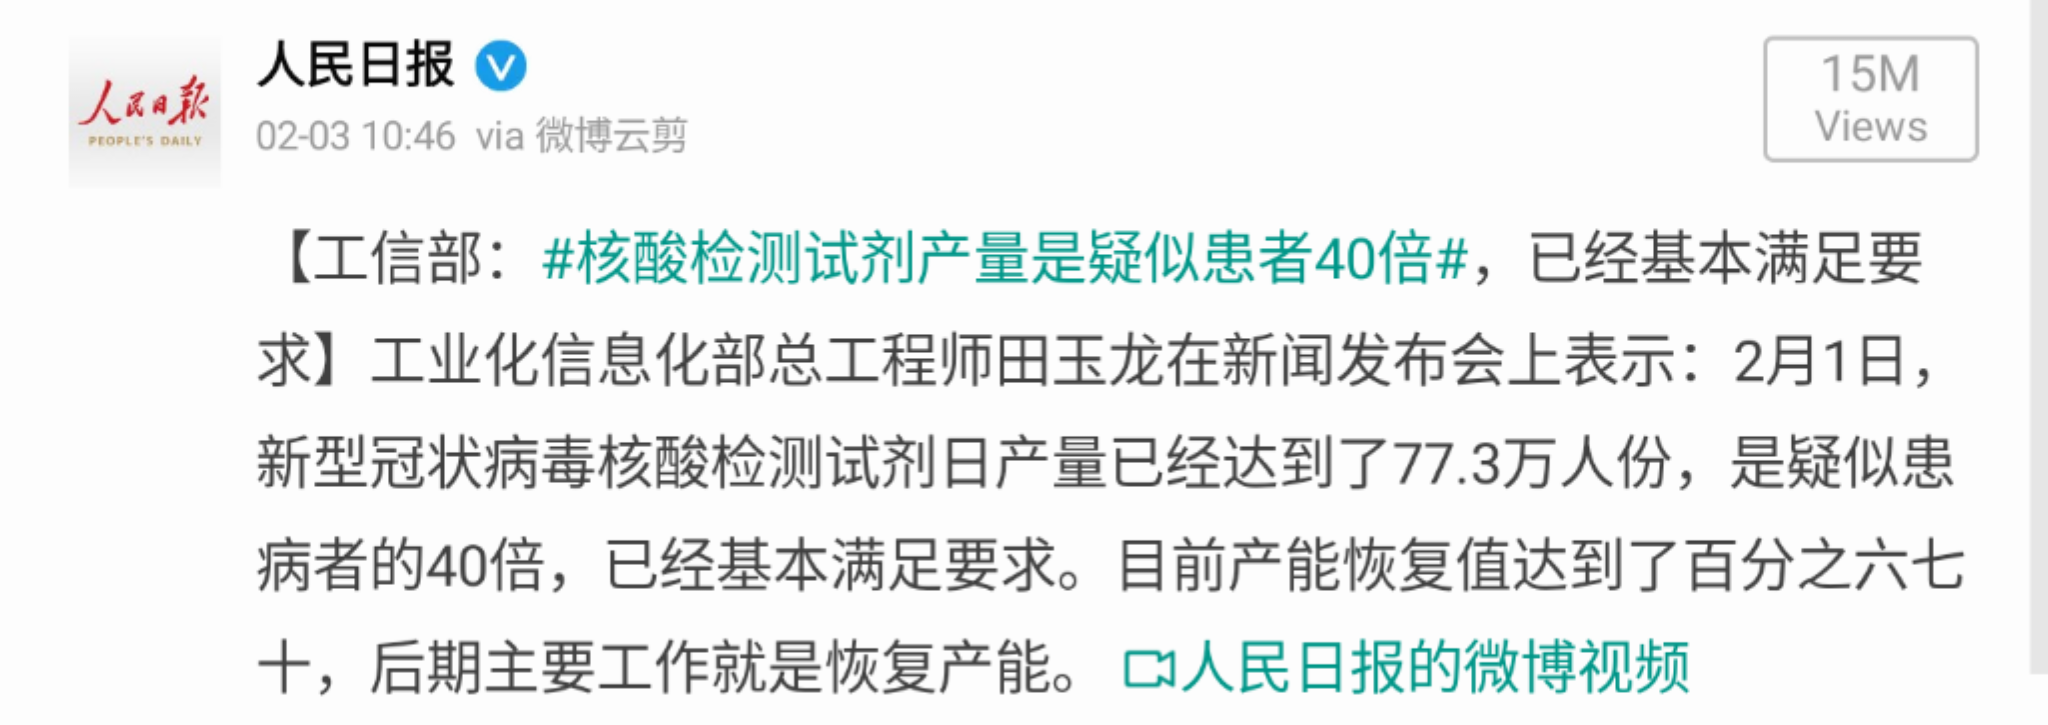 人民日报
PEOPLE'S DAILY
人民日报
02-03 10:46 via 微博云剪
15M
Views
【工信部：#核酸检测试剂产量是疑似患者40倍#，已经基本满足要
求】工业化信息化部总工程师田玉龙在新闻发布会上表示：2月1日，
新型冠状病毒核酸检测试剂日产量已经达到了77.3万人份，是疑似患
病者的40倍，已经基本满足要求。目前产能恢复值达到了百分之六七
十，后期主要工作就是恢复产能。人民日报的微博视频